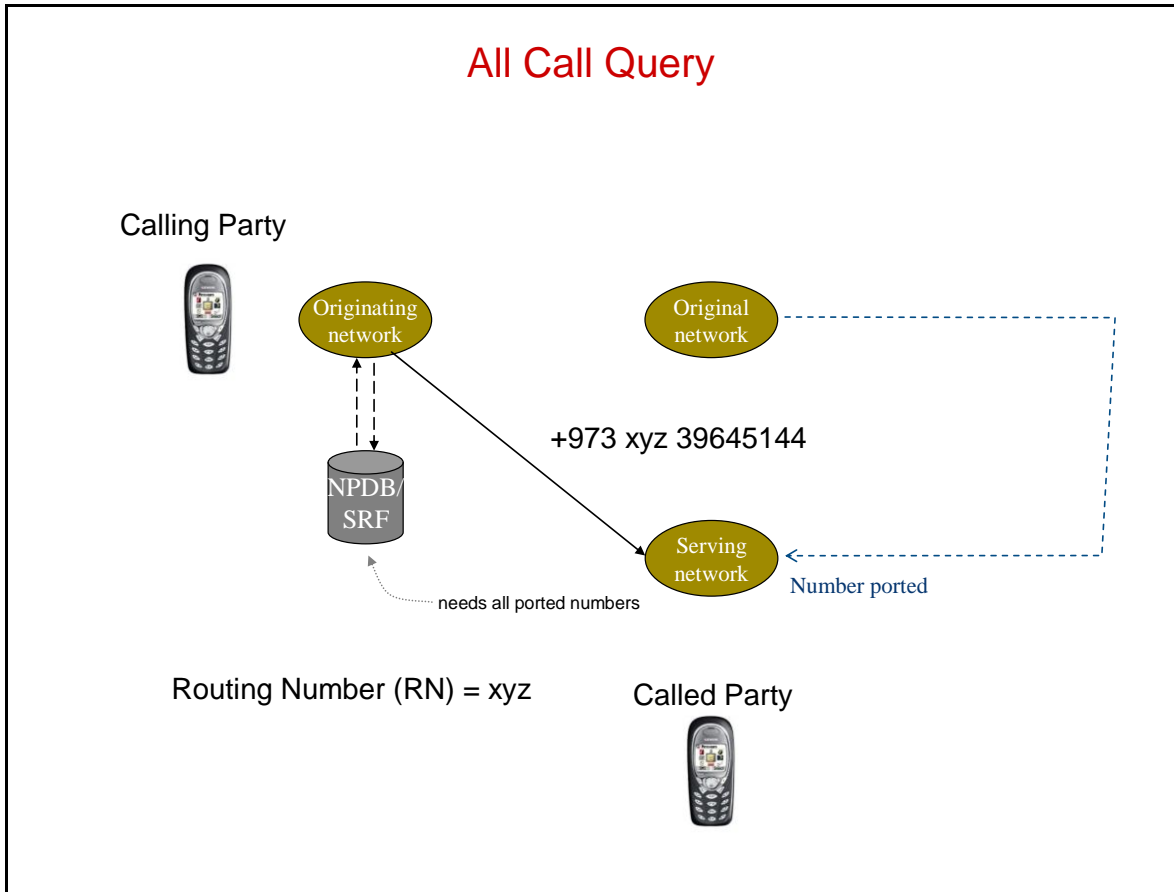 All Call Query
Calling Party
Originating
network
Original
network
+973 xyz 39645144
NPDB/
SRF
Serving
network
Number ported
needs all ported numbers
Routing Number (RN) = xyz
Called Party